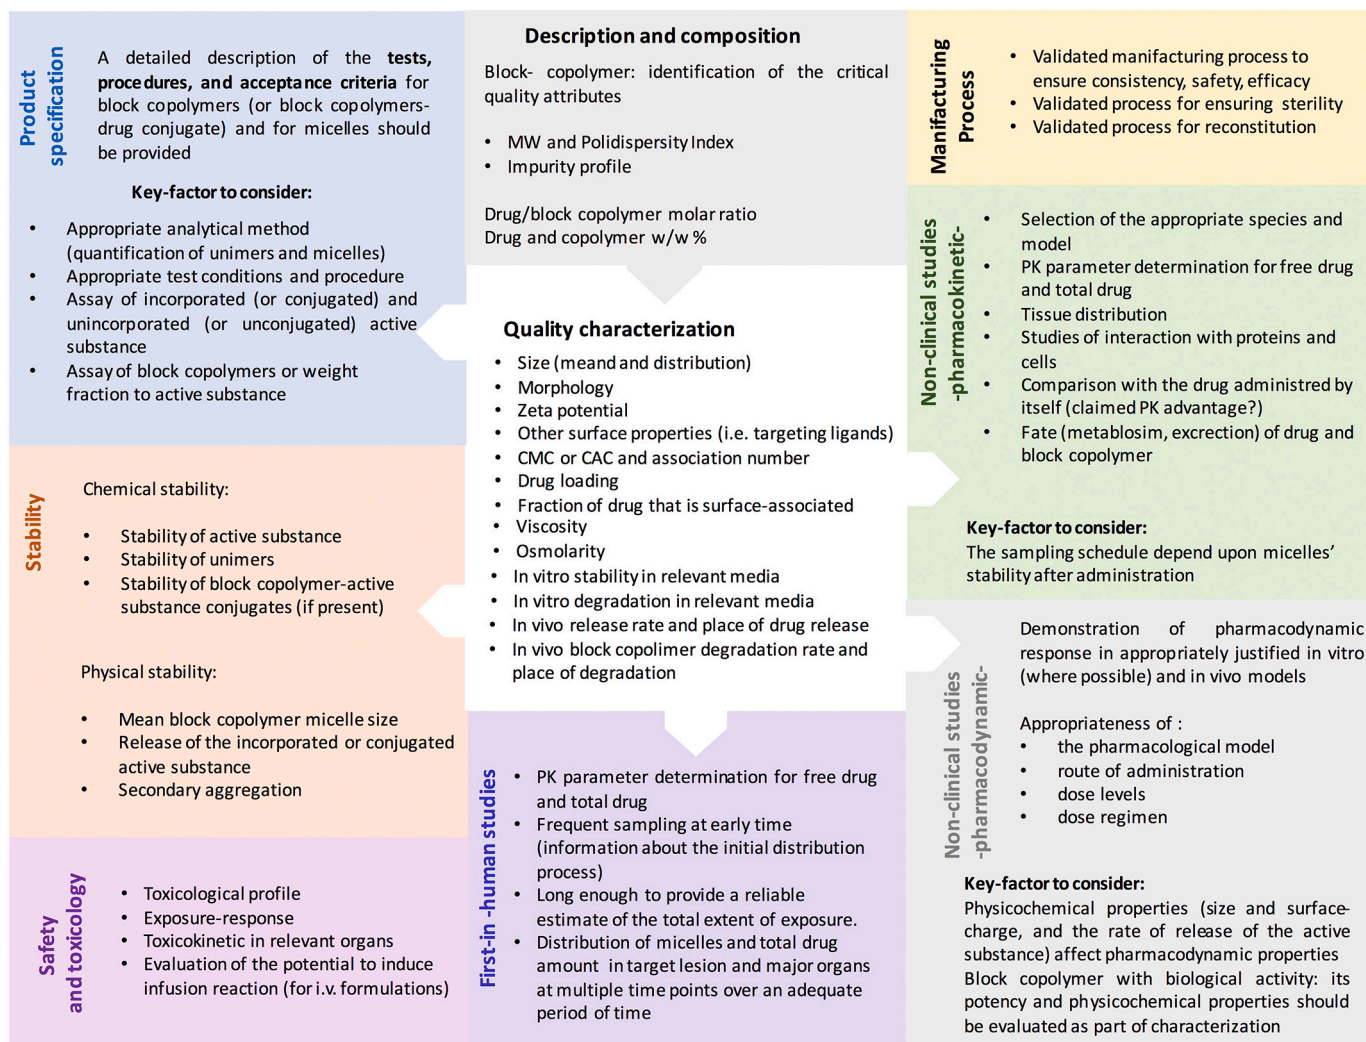 Product
specification
A detailed description of the tests,
procedures, and acceptance criteria for
block copolymers (or block copolymers-
drug conjugate) and for micelles should
be provided
Key-factor to consider:
• Appropriate analytical method
(quantification of unimers and micelles)
• Appropriate test conditions and procedure
• Assay of incorporated (or conjugated) and
unincorporated (or unconjugated) active
substance
• Assay of block copolymers or weight
fraction to active substance
Description and composition
Block- copolymer: identification of the critical
quality attributes
• MW and Polidispersity Index
• Impurity profile
Drug/block copolymer molar ratio
Drug and copolymer w/w %
Manifacturing
Process
• Validated manifacturing process to
ensure consistency, safety, efficacy
• Validated process for ensuring sterility
• Validated process for reconstitution
Non-clinical studies
-pharmacokinetic-
• Selection of the appropriate species and
model
• PK parameter determination for free drug
and total drug
• Tissue distribution
• Studies of interaction with proteins and
cells
• Comparison with the drug administred by
itself (claimed PK advantage?)
• Fate (metablosim, excrection) of drug and
block copolymer
Key-factor to consider:
The sampling schedule depend upon micelles'
stability after administration
Quality characterization
• Size (meand and distribution)
• Morphology
• Zeta potential
• Other surface properties (i.e. targeting ligands)
• CMC or CAC and association number
• Drug loading
• Fraction of drug that is surface-associated
• Viscosity
• Osmolarity
• In vitro stability in relevant media
• In vitro degradation in relevant media
• In vivo release rate and place of drug release
• In vivo block copolimer degradation rate and
place of degradation
Stability
Chemical stability:
• Stability of active substance
• Stability of unimers
• Stability of block copolymer-active
substance conjugates (if present)
Physical stability:
• Mean block copolymer micelle size
• Release of the incorporated or conjugated
active substance
• Secondary aggregation
Safety
and toxicology
• Toxicological profile
• Exposure-response
• Toxicokinetic in relevant organs
• Evaluation of the potential to induce
infusion reaction (for i.v. formulations)
First-in -human studies
• PK parameter determination for free drug
and total drug
• Frequent sampling at early time
(information about the initial distribution
process)
• Long enough to provide a reliable
estimate of the total extent of exposure.
• Distribution of micelles and total drug
amount in target lesion and major organs
at multiple time points over an adequate
period of time
Non-clinical studies
-pharmacodynamic-
Demonstration of pharmacodynamic
response in appropriately justified in vitro
(where possible) and in vivo models
Appropriateness of :
• the pharmacological model
• route of administration
• dose levels
• dose regimen
Key-factor to consider:
Physicochemical properties (size and surface-
charge, and the rate of release of the active
substance) affect pharmacodynamic properties
Block copolymer with biological activity: its
potency and physicochemical properties should
be evaluated as part of characterization